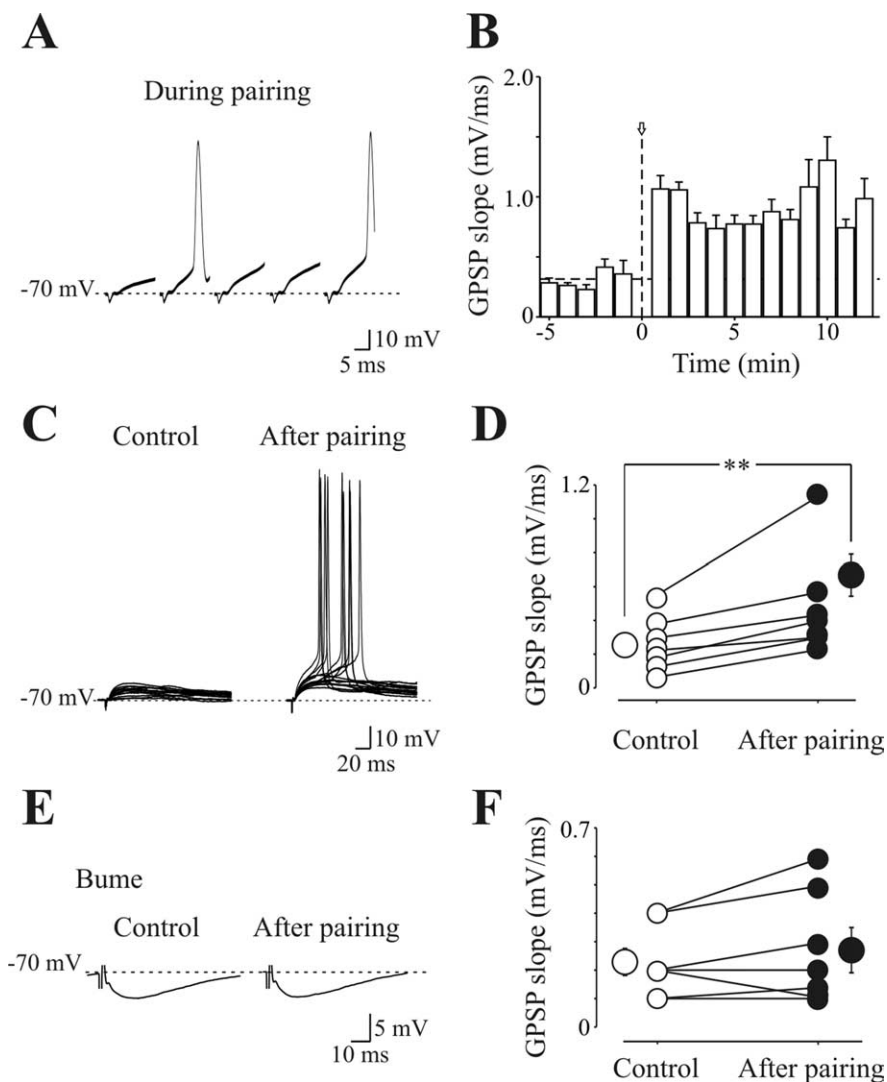 A
During pairing
-70 mV
10 mV
5 ms
B
GPSP slope (mV/ms)
2.0
1.0
0
-5
0
5
10
Time (min)
C
Control
After pairing
-70 mV
10 mV
20 ms
D
GPSP slope (mV/ms)
1.2
0
**
Control
After pairing
E
Bume
Control
After pairing
-70 mV
5 mV
10 ms
F
GPSP slope (mV/ms)
0.7
0
Control
After pairing